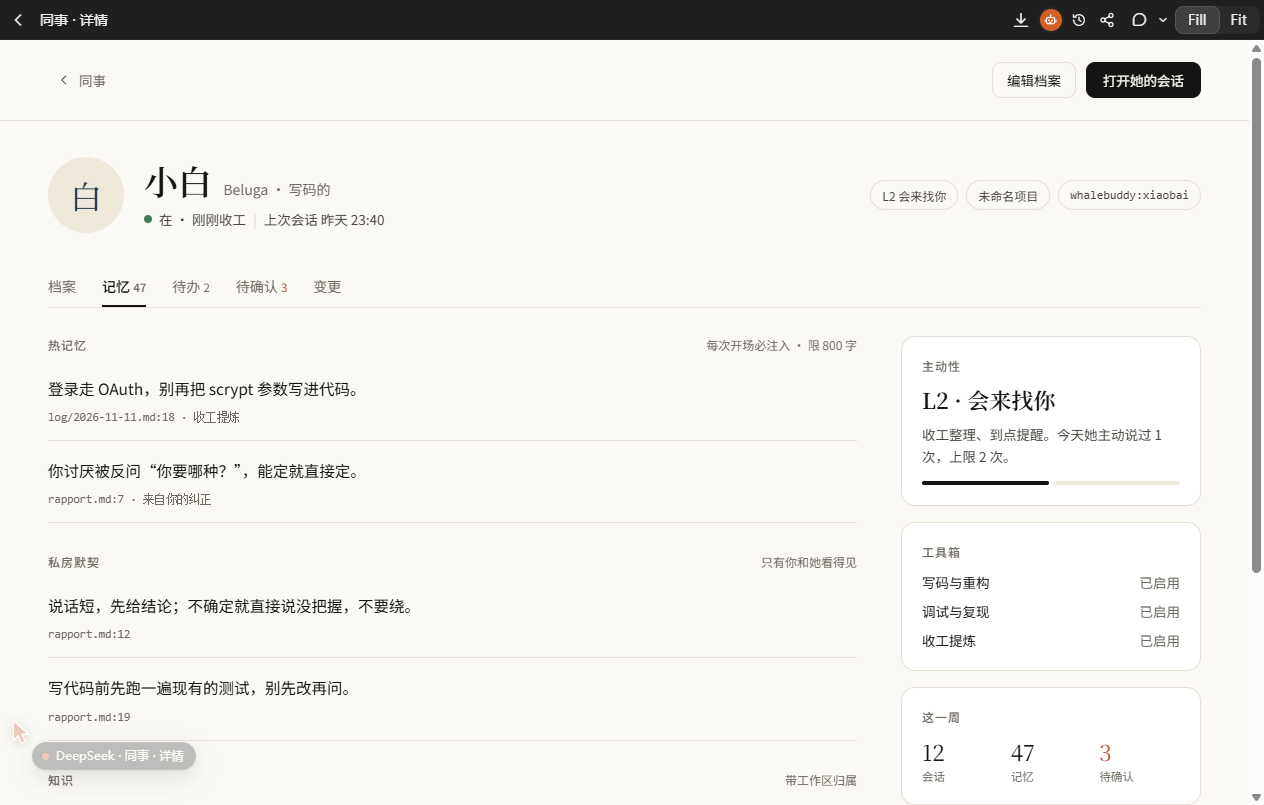 同事 · 详情
Fill
Fit
同事
编辑档案
打开她的会话
白
小白 Beluga · 写码的
在 · 刚刚收工 | 上次会话 昨天 23:40
L2 会来找你
未命名项目
whalebuddy:xiaobai
档案
记忆 47
待办 2
待确认 3
变更
热记忆
每次开场必注入 · 限 800 字
登录走 OAuth，别再把 scrypt 参数写进代码。
log/2026-11-11.md:18 · 收工提炼
你讨厌被反问“你要哪种？”，能定就直接定。
rapport.md:7 · 来自你的纠正
私房默契
只有你和她看得见
说话短，先给结论；不确定就直接说没把握，不要绕。
rapport.md:12
写代码前先跑一遍现有的测试，别先改再问。
rapport.md:19
DeepSeek · 同事 · 详情
知识
带工作区归属
主动性
L2 · 会来找你
收工整理、到点提醒。今天她主动说过 1
次，上限 2 次。
工具箱
写码与重构 已启用
调试与复现 已启用
收工提炼 已启用
这一周
12 47 3
会话 记忆 待确认